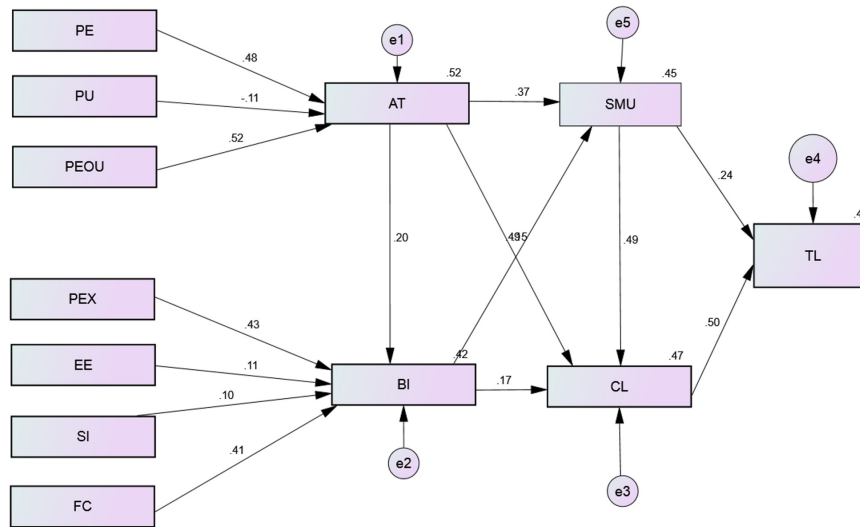 PE
e1
e5
.48
.52
.45
PU
-.11
AT
.37
SMU
.52
PEOU
e4
.24
.4
TL
.20
.49
PEX
.43
.50
EE
.11
.42
.47
BI
.17
CL
.10
SI
.41
e2
e3
FC